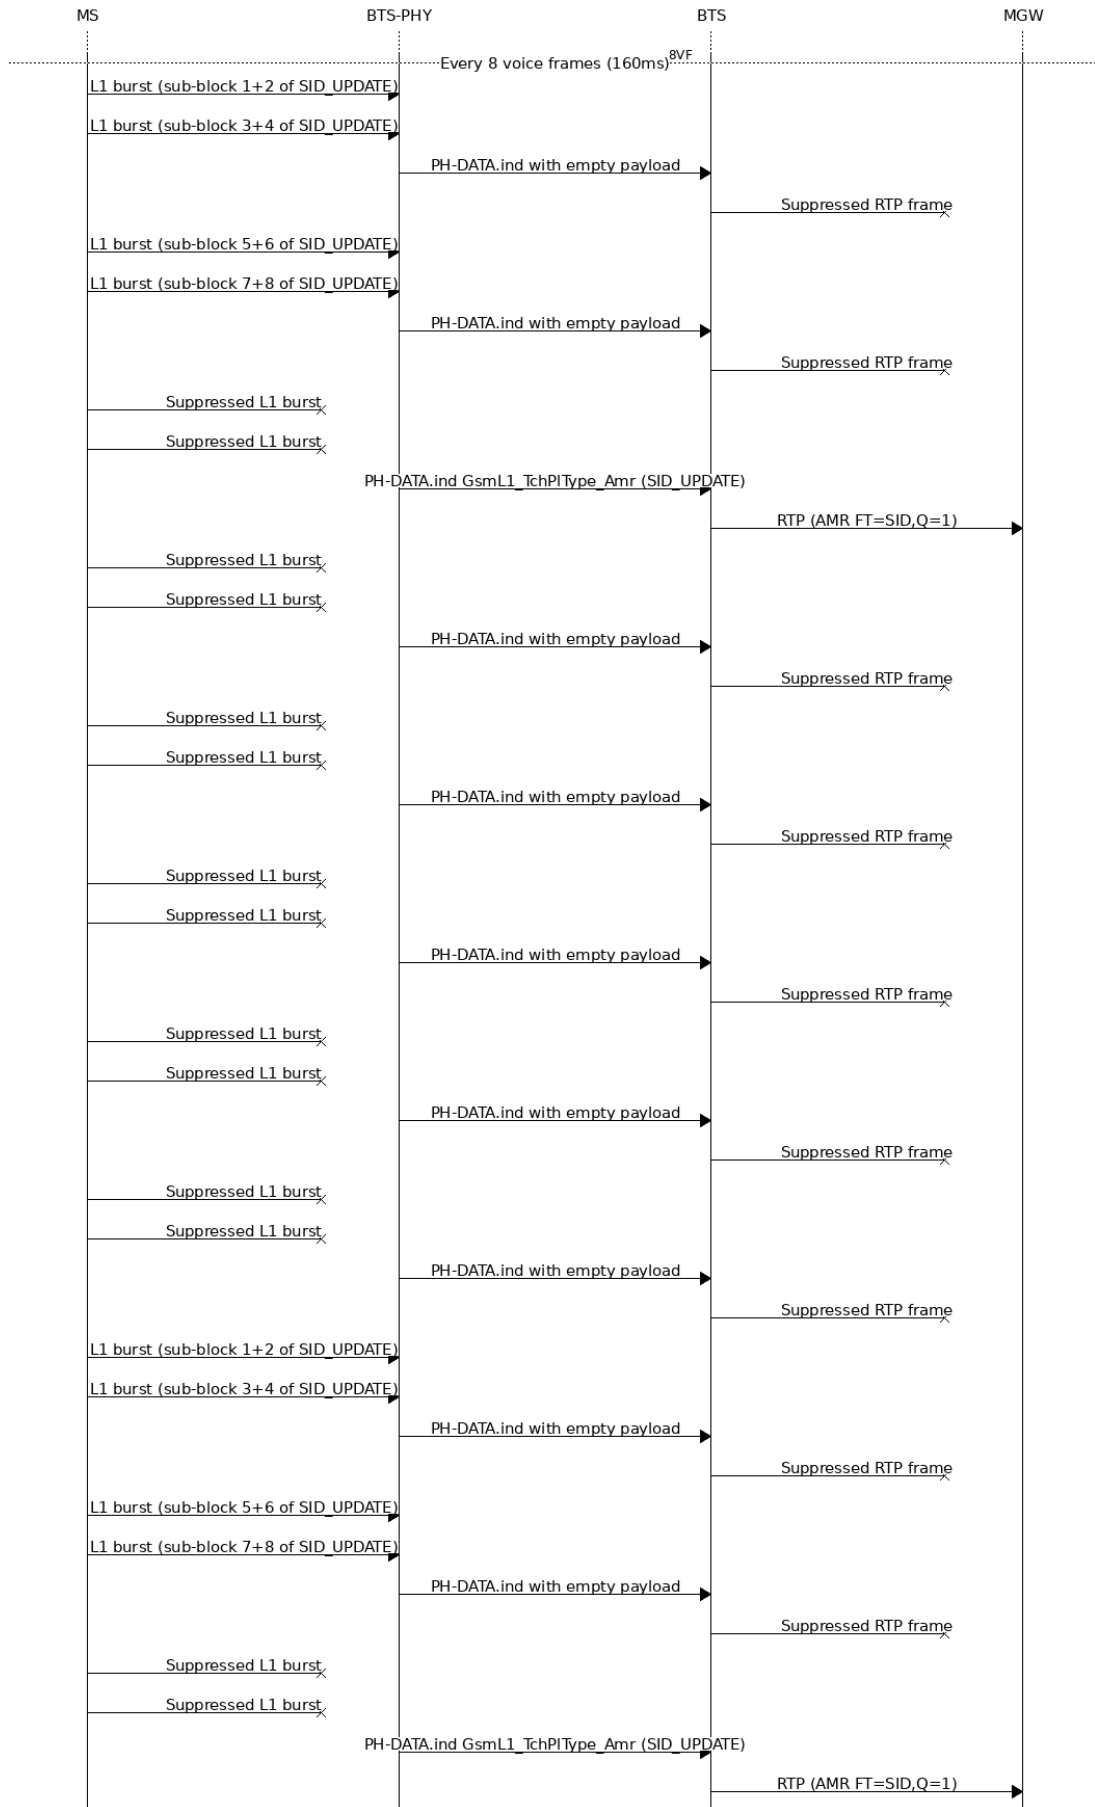 MS BTS-PHY BTS MGW
Every 8 voice frames (160ms)8VF
L1 burst (sub-block 1+2 of SID_UPDATE)
L1 burst (sub-block 3+4 of SID_UPDATE)
PH-DATA.ind with empty payload
Suppressed RTP frame
L1 burst (sub-block 5+6 of SID_UPDATE)
L1 burst (sub-block 7+8 of SID_UPDATE)
PH-DATA.ind with empty payload
Suppressed RTP frame
Suppressed L1 burst
Suppressed L1 burst
PH-DATA.ind GsmL1_TchPlType_Amr (SID_UPDATE)
RTP (AMR FT=SID,Q=1)
Suppressed L1 burst
Suppressed L1 burst
PH-DATA.ind with empty payload
Suppressed RTP frame
Suppressed L1 burst
Suppressed L1 burst
PH-DATA.ind with empty payload
Suppressed RTP frame
Suppressed L1 burst
Suppressed L1 burst
PH-DATA.ind with empty payload
Suppressed RTP frame
Suppressed L1 burst
Suppressed L1 burst
PH-DATA.ind with empty payload
Suppressed RTP frame
Suppressed L1 burst
Suppressed L1 burst
PH-DATA.ind with empty payload
Suppressed RTP frame
L1 burst (sub-block 1+2 of SID_UPDATE)
L1 burst (sub-block 3+4 of SID_UPDATE)
PH-DATA.ind with empty payload
Suppressed RTP frame
L1 burst (sub-block 5+6 of SID_UPDATE)
L1 burst (sub-block 7+8 of SID_UPDATE)
PH-DATA.ind with empty payload
Suppressed RTP frame
Suppressed L1 burst
Suppressed L1 burst
PH-DATA.ind GsmL1_TchPlType_Amr (SID_UPDATE)
RTP (AMR FT=SID,Q=1)